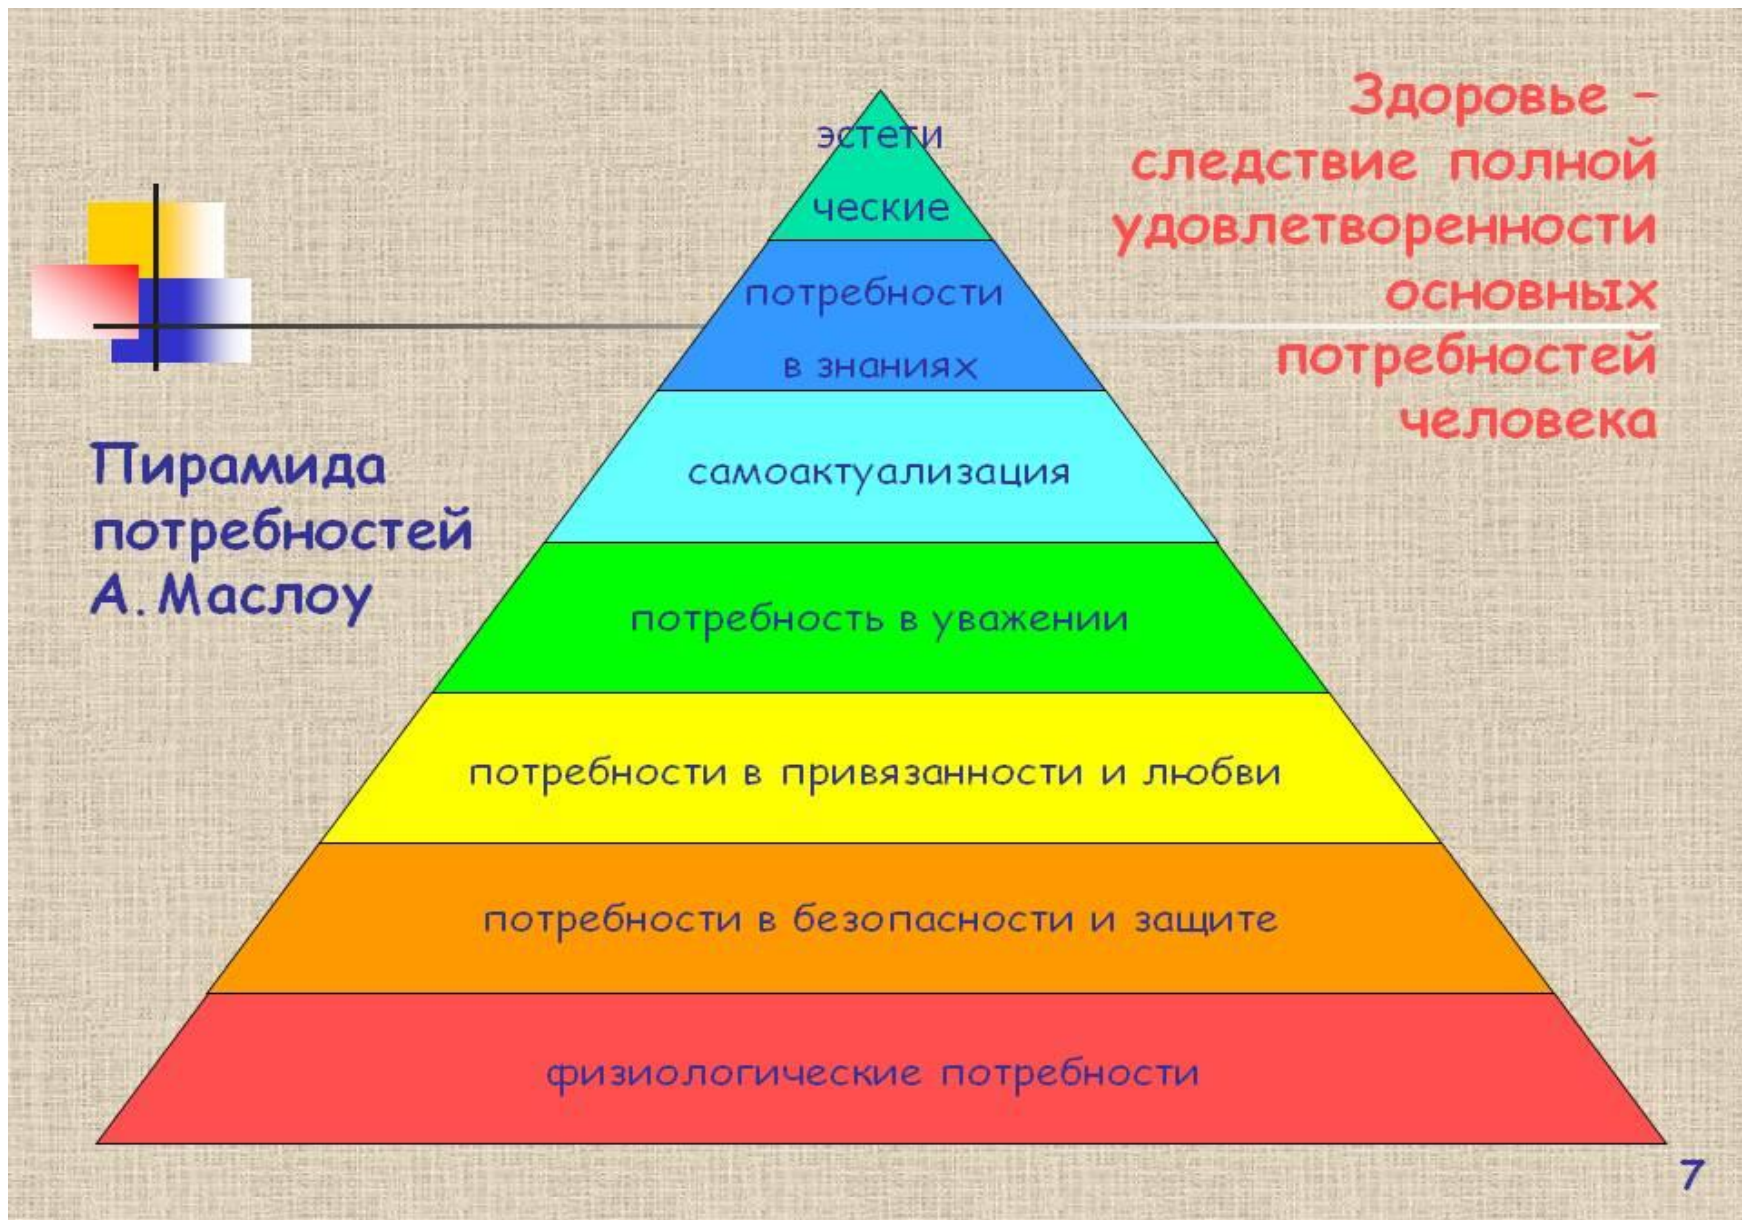 Здоровье –
следствие полной
удовлетворенности
основных
потребностей
человека
Пирамида
потребностей
А.Маслоу
эстети
ческие
потребности
в знаниях
самоактуализация
потребность в уважении
потребности в привязанности и любви
потребности в безопасности и защите
физиологические потребности
7